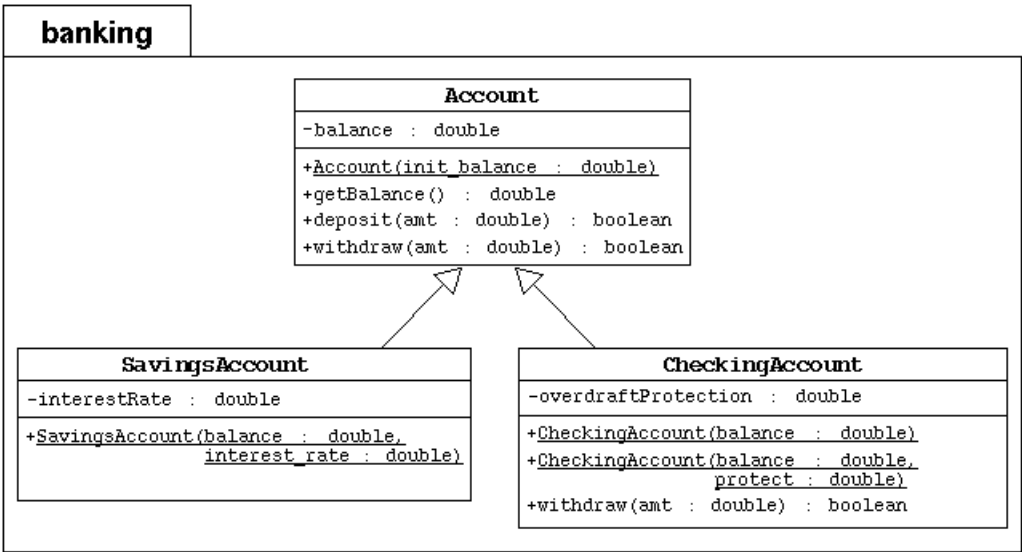 banking
Account
-balance : double
+Account(init_balance : double)
+getBalance() : double
+deposit(amt : double) : boolean
+withdraw(amt : double) : boolean
SavingsAccount
-interestRate : double
+SavingsAccount(balance : double,
interest_rate : double)
CheckingAccount
-overdraftProtection : double
+CheckingAccount(balance : double)
+CheckingAccount(balance : double,
protect : double)
+withdraw(amt : double) : boolean